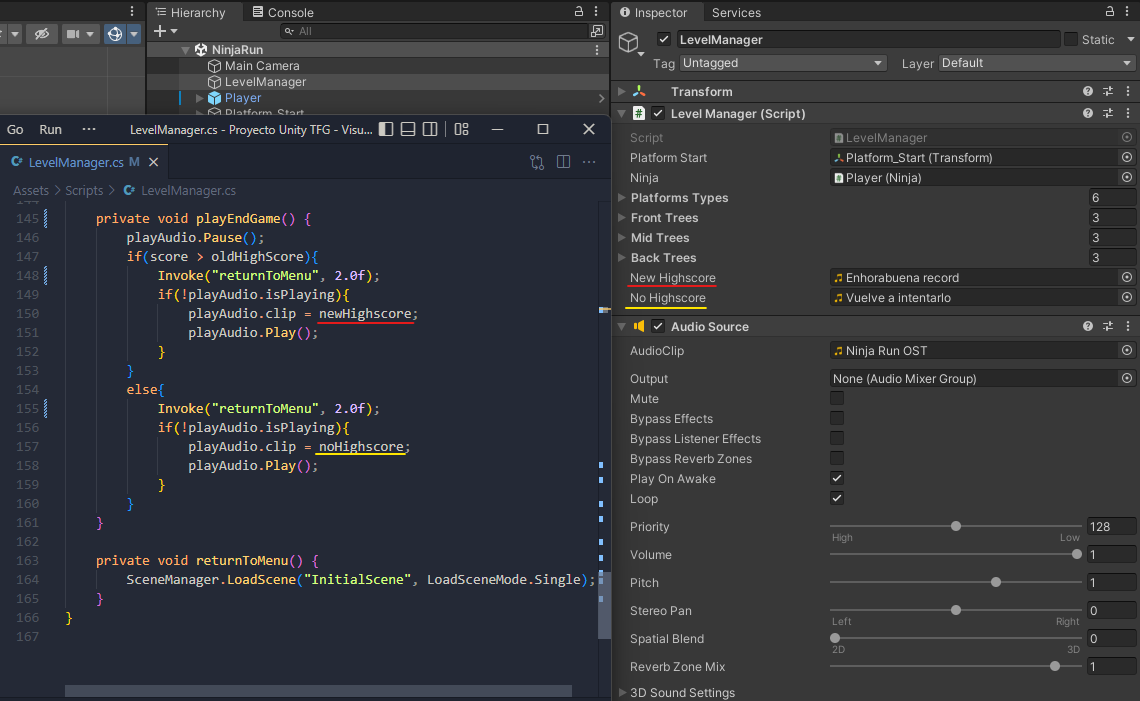 Hierarchy
Console
All
NinjaRun
Main Camera
LevelManager
Player
Platform_Start
Go Run ··· LevelManager.cs - Proyecto Unity TFG - Visu...
LevelManager.cs M
Assets > Scripts > LevelManager.cs
144
145 private void playEndGame() {
146 playAudio.Pause();
147 if(score > oldHighScore){
148 Invoke("returnToMenu", 2.0f);
149 if(!playAudio.isPlaying){
150 playAudio.clip = newHighscore;
151 playAudio.Play();
152 }
153 }
154 else{
155 Invoke("returnToMenu", 2.0f);
156 if(!playAudio.isPlaying){
157 playAudio.clip = noHighscore;
158 playAudio.Play();
159 }
160 }
161 }
162
163 private void returnToMenu() {
164 SceneManager.LoadScene("InitialScene", LoadSceneMode.Single);
165 }
166 }
167
Inspector
Services
LevelManager
Static
Tag Untagged
Layer Default
Transform
Level Manager (Script)
Script LevelManager
Platform Start Platform_Start (Transform)
Ninja Player (Ninja)
Platforms Types 6
Front Trees 3
Mid Trees 3
Back Trees 3
New Highscore Enhorabuena record
No Highscore Vuelve a intentarlo
Audio Source
AudioClip Ninja Run OST
Output None (Audio Mixer Group)
Mute
Bypass Effects
Bypass Listener Effects
Bypass Reverb Zones
Play On Awake
Loop
Priority 128
High Low
Volume 1
Pitch 1
Stereo Pan 0
Left Right
Spatial Blend 0
2D 3D
Reverb Zone Mix 1
3D Sound Settings